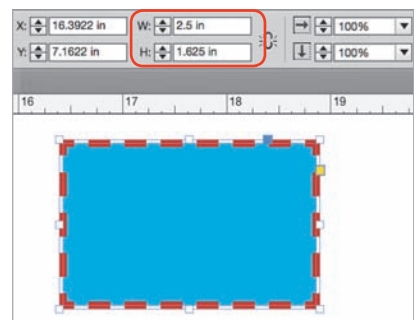 X: 16.3922 in W: 2.5 in 100%
Y: 7.1622 in H: 1.625 in 100%
16 17 18 19